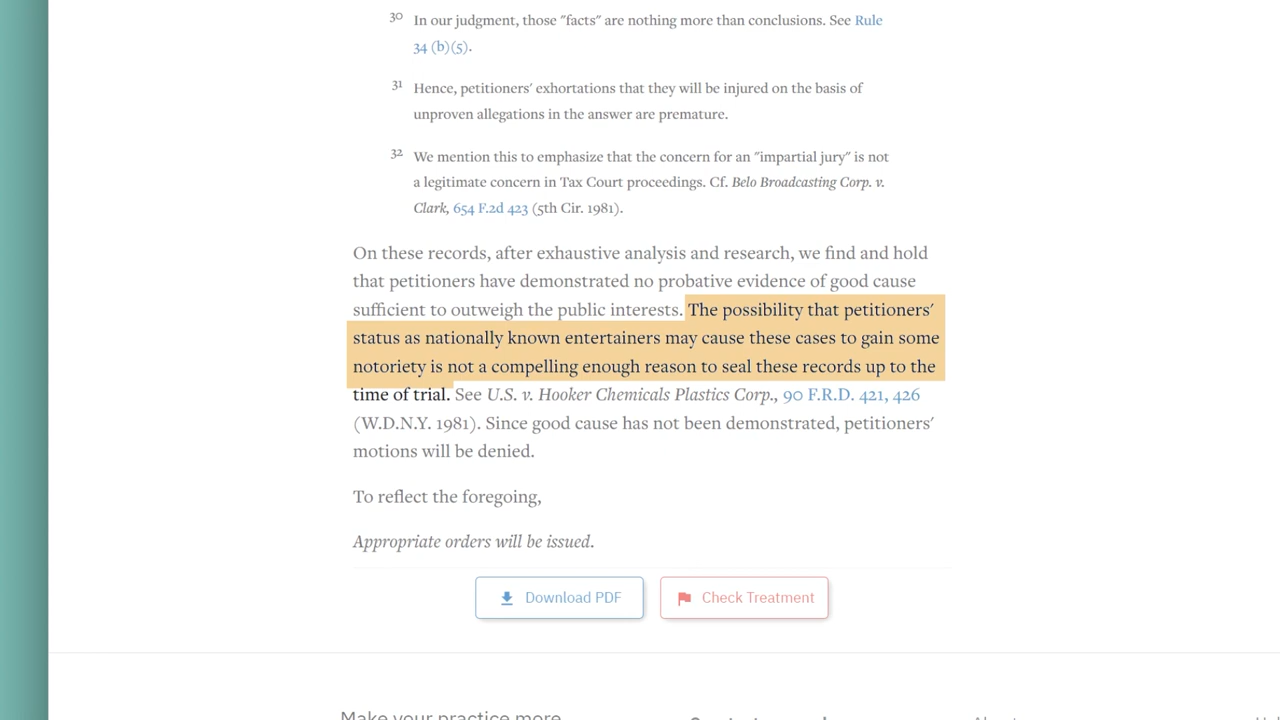 30 In our judgment, those "facts" are nothing more than conclusions. See Rule
34 (b)(5).
31 Hence, petitioners' exhortations that they will be injured on the basis of
unproven allegations in the answer are premature.
32 We mention this to emphasize that the concern for an "impartial jury" is not
a legitimate concern in Tax Court proceedings. Cf. Belo Broadcasting Corp. v.
Clark, 654 F.2d 423 (5th Cir. 1981).
On these records, after exhaustive analysis and research, we find and hold
that petitioners have demonstrated no probative evidence of good cause
sufficient to outweigh the public interests. The possibility that petitioners'
status as nationally known entertainers may cause these cases to gain some
notoriety is not a compelling enough reason to seal these records up to the
time of trial. See U.S. v. Hooker Chemicals Plastics Corp., 90 F.R.D. 421, 426
(W.D.N.Y. 1981). Since good cause has not been demonstrated, petitioners'
motions will be denied.
To reflect the foregoing,
Appropriate orders will be issued.
Download PDF
Check Treatment
Make your practice more